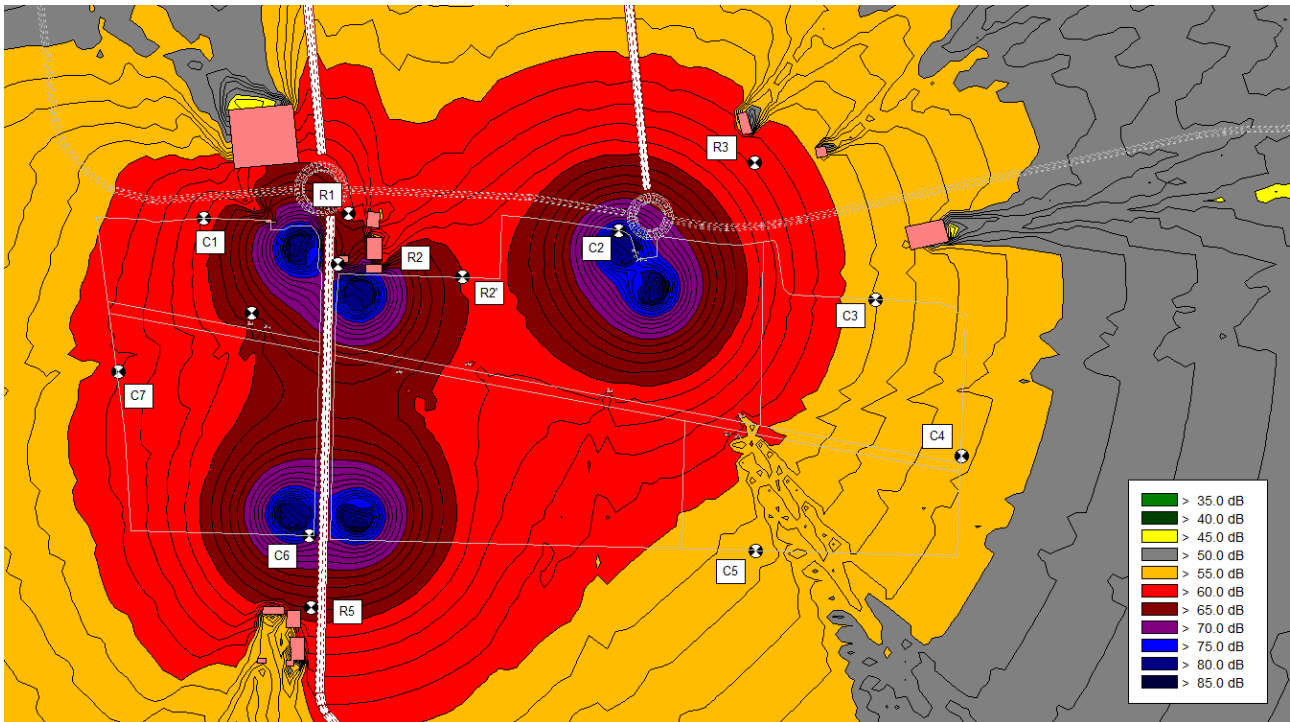 R3
R1
C1
C2
R2
R2'
C3
C7
C4
C6
C5
R5
> 35.0 dB
> 40.0 dB
> 45.0 dB
> 50.0 dB
> 55.0 dB
> 60.0 dB
> 65.0 dB
> 70.0 dB
> 75.0 dB
> 80.0 dB
> 85.0 dB